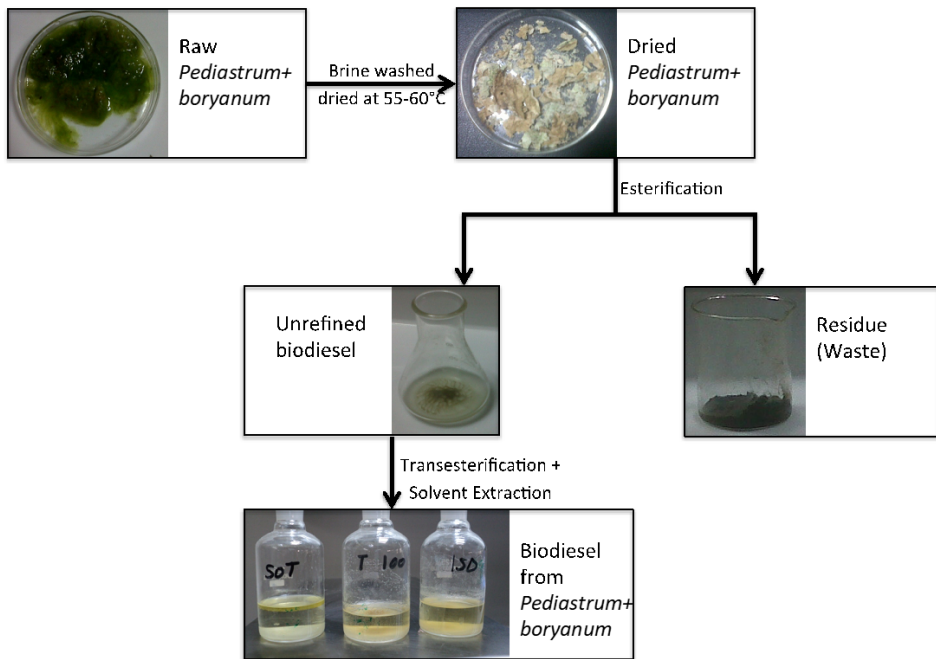 Raw
Pediastrum+
boryanum
Brine washed
dried at 55-60°C
Dried
Pediastrum+
boryanum
Esterification
Unrefined
biodiesel
Residue
(Waste)
Transesterification +
Solvent Extraction
SOT
T 100
150
Biodiesel
from
Pediastrum+
boryanum